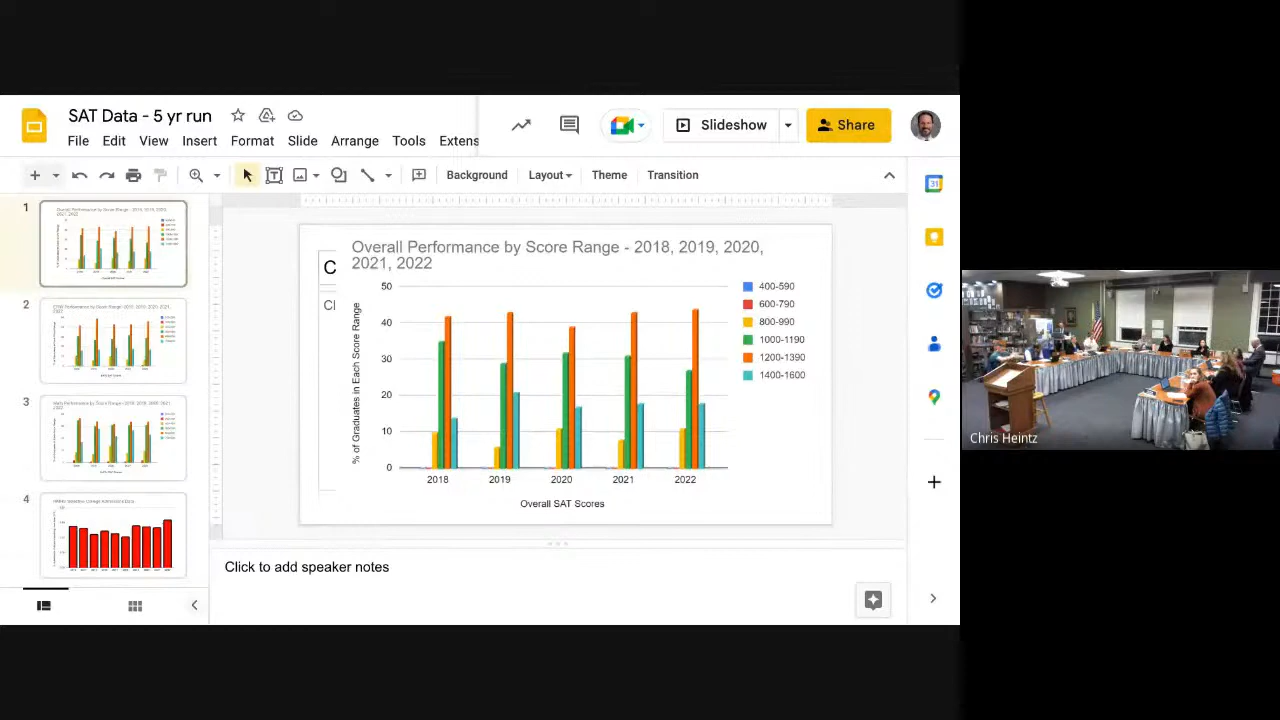 SAT Data - 5 yr run
Slideshow
Share
File Edit View Insert Format Slide Arrange Tools Extens
Background Layout Theme Transition
31
1
2
3
4
C
Cl
Overall Performance by Score Range - 2018, 2019, 2020,
2021, 2022
% of Graduates in Each Score Range
50
40
30
20
10
0
2018 2019 2020 2021 2022
Overall SAT Scores
400-590
600-790
800-990
1000-1190
1200-1390
1400-1600
Click to add speaker notes
Chris Heintz